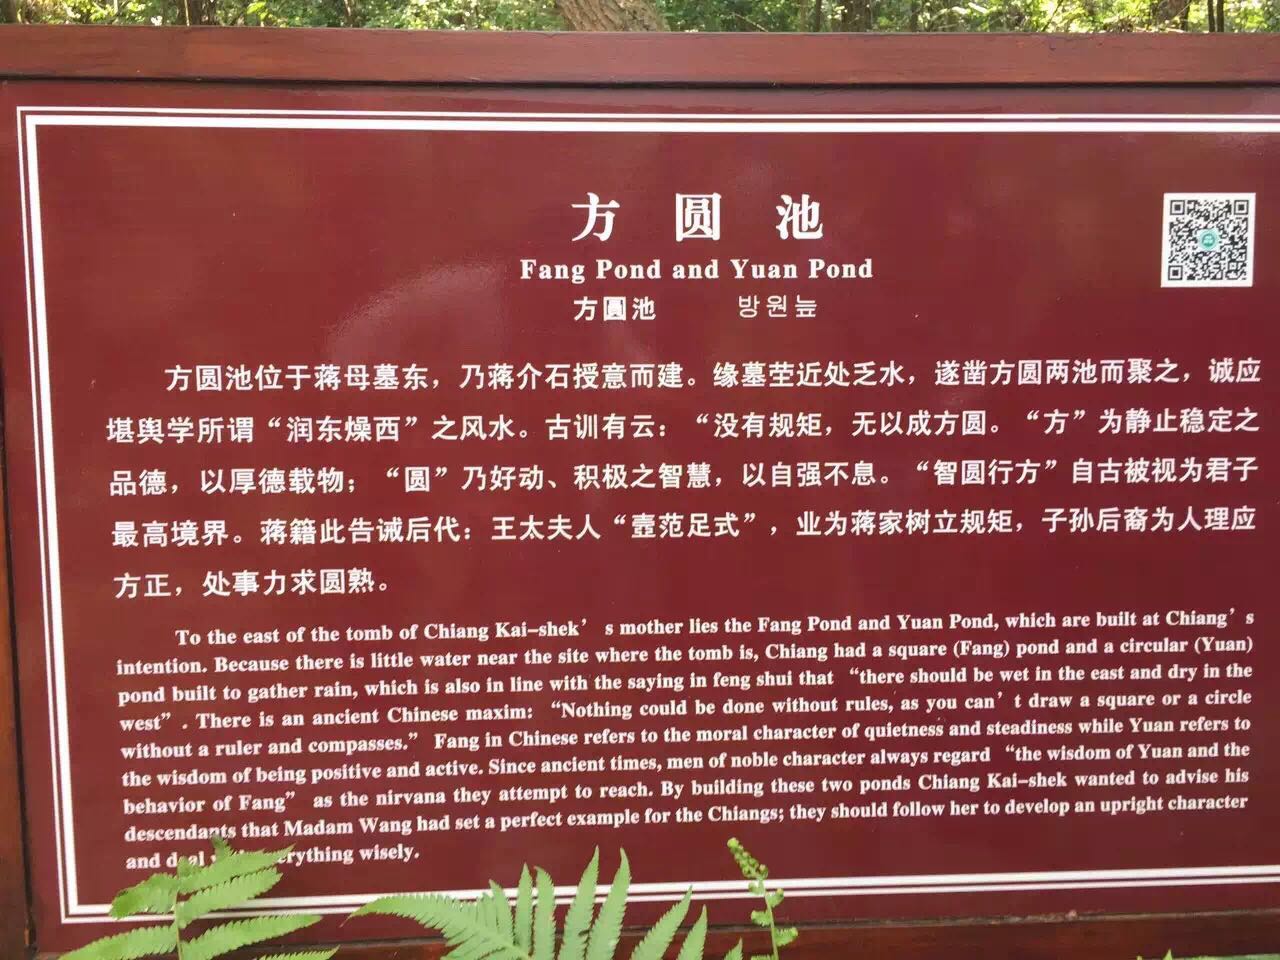 方圆池
Fang Pond and Yuan Pond
方圓池 방원늪
方圆池位于蒋母墓东，乃蒋介石授意而建。缘墓茔近处乏水，遂凿方圆两池而聚之，诚应
堪舆学所谓“润东燥西”之风水。古训有云：“没有规矩，无以成方圆。“方”为静止稳定之
品德，以厚德载物；“圆”乃好动、积极之智慧，以自强不息。“智圆行方”自古被视为君子
最高境界。蒋籍此告诫后代：王太夫人“壸范足式”，业为蒋家树立规矩，子孙后裔为人理应
方正，处事力求圆熟。
To the east of the tomb of Chiang Kai-shek’s mother lies the Fang Pond and Yuan Pond, which are built at Chiang’s
intention. Because there is little water near the site where the tomb is, Chiang had a square (Fang) pond and a circular (Yuan)
pond built to gather rain, which is also in line with the saying in feng shui that “there should be wet in the east and dry in the
west”. There is an ancient Chinese maxim: “Nothing could be done without rules, as you can’t draw a square or a circle
without a ruler and compasses.” Fang in Chinese refers to the moral character of quietness and steadiness while Yuan refers to
the wisdom of being positive and active. Since ancient times, men of noble character always regard “the wisdom of Yuan and the
behavior of Fang” as the nirvana they attempt to reach. By building these two ponds Chiang Kai-shek wanted to advise his
descendants that Madam Wang had set a perfect example for the Chiangs; they should follow her to develop an upright character
and wisely.